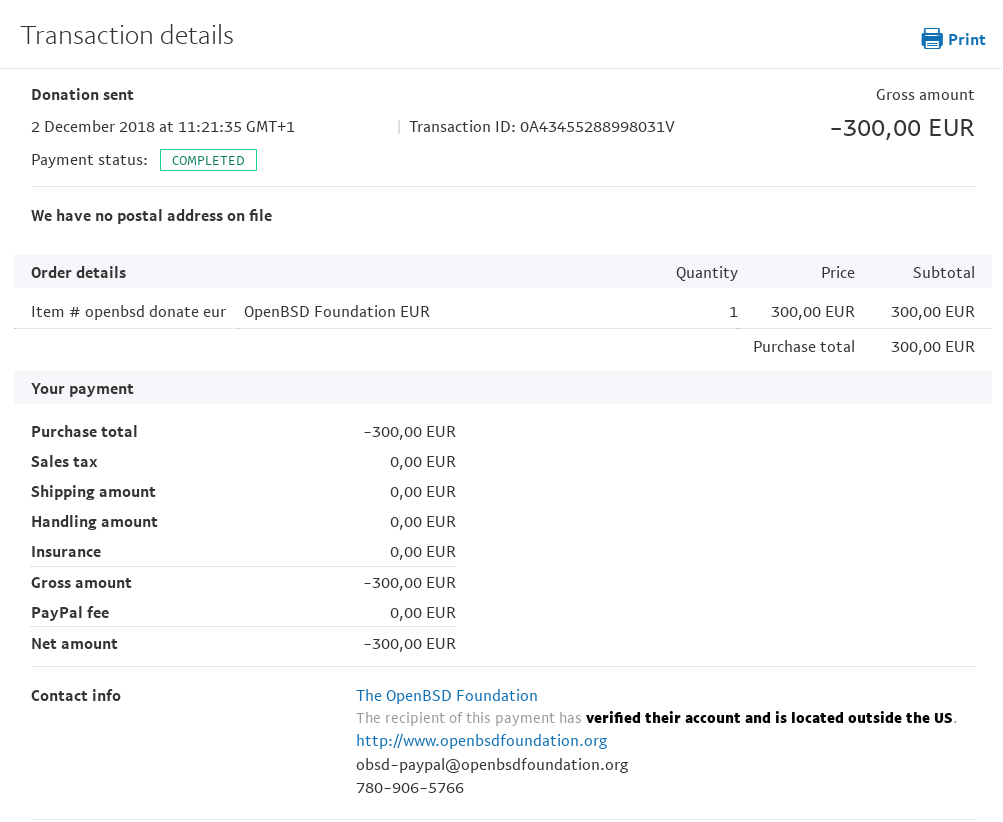 Transaction details
Print
Donation sent
Gross amount
2 December 2018 at 11:21:35 GMT+1 | Transaction ID: 0A43455288998031V
-300,00 EUR
Payment status: COMPLETED
We have no postal address on file
Order details Quantity Price Subtotal
Item # openbsd donate eur OpenBSD Foundation EUR 1 300,00 EUR 300,00 EUR
Purchase total 300,00 EUR
Your payment
Purchase total -300,00 EUR
Sales tax 0,00 EUR
Shipping amount 0,00 EUR
Handling amount 0,00 EUR
Insurance 0,00 EUR
Gross amount -300,00 EUR
PayPal fee 0,00 EUR
Net amount -300,00 EUR
Contact info The OpenBSD Foundation
The recipient of this payment has verified their account and is located outside the US.
http://www.openbsdfoundation.org
obsd-paypal@openbsdfoundation.org
780-906-5766